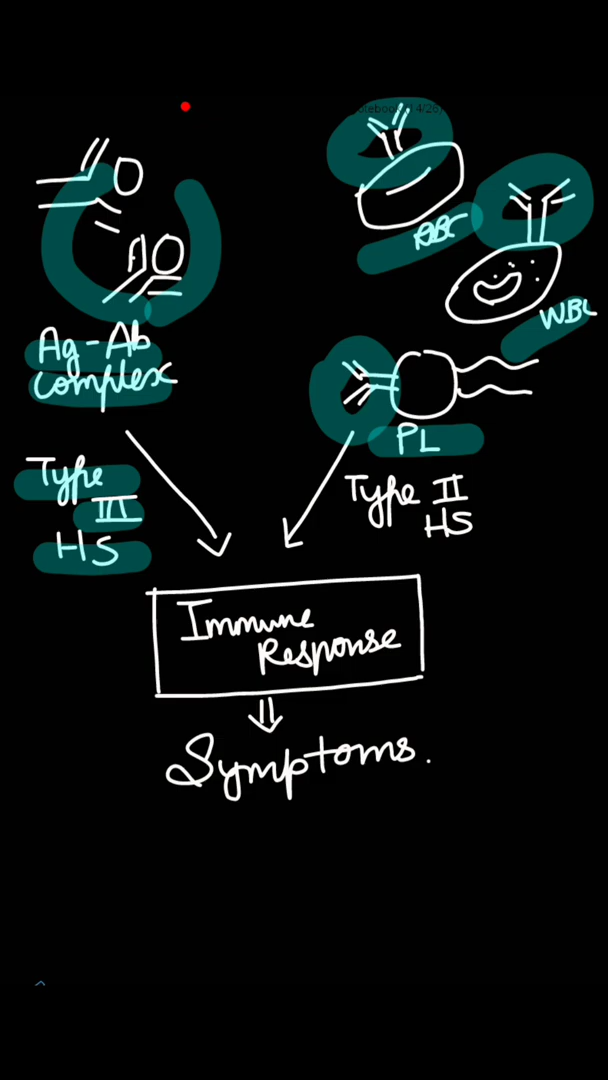 Ag-Ab
complex
Type
III
HS
RBC
WBC
PL
Type II
HS
Immune
Response
Symptoms.